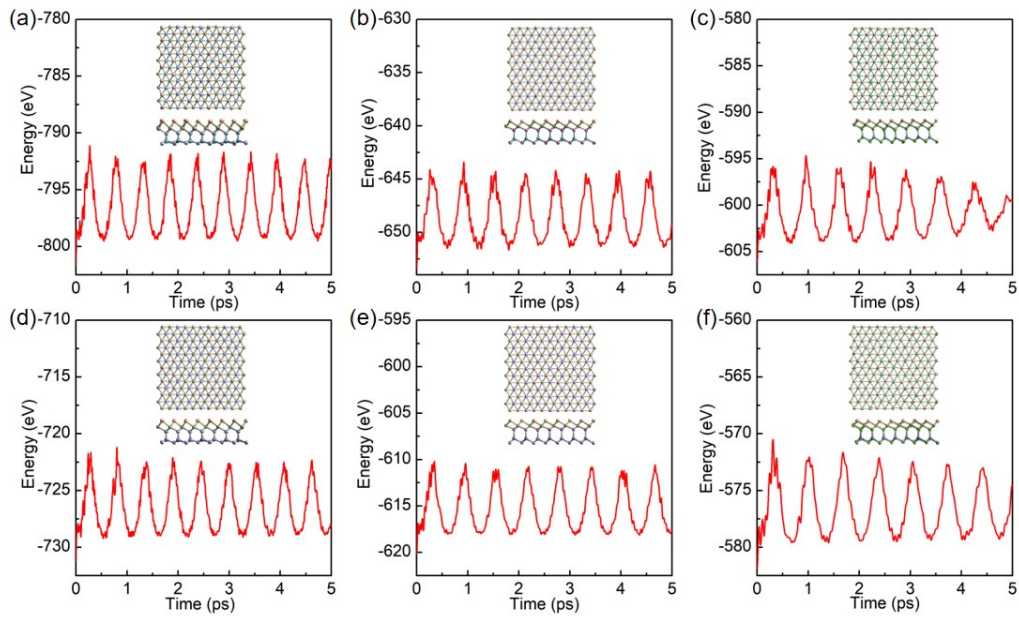 (a)
-780
-785
-790
-795
-800
Energy (eV)
0 1 2 3 4 5
Time (ps)
(b)
-630
-635
-640
-645
-650
Energy (eV)
0 1 2 3 4 5
Time (ps)
(c)
-580
-585
-590
-595
-600
-605
Energy (eV)
0 1 2 3 4 5
Time (ps)
(d)
-710
-715
-720
-725
-730
Energy (eV)
0 1 2 3 4 5
Time (ps)
(e)
-595
-600
-605
-610
-615
-620
Energy (eV)
0 1 2 3 4 5
Time (ps)
(f)
-560
-565
-570
-575
-580
Energy (eV)
0 1 2 3 4 5
Time (ps)